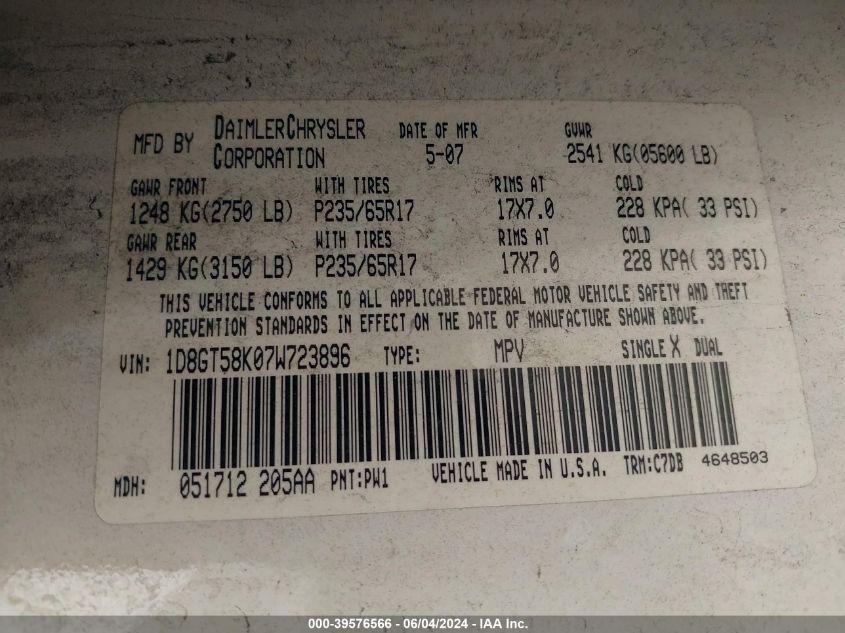 MFD BY DAIMLERCHRYSLER CORPORATION DATE OF MFR 5-07 GVWR 2541 KG(05600 LB)
GAWR FRONT WITH TIRES RIMS AT COLD
1248 KG(2750 LB) P235/65R17 17X7.0 228 KPA( 33 PSI)
GAWR REAR WITH TIRES RIMS AT COLD
1429 KG(3150 LB) P235/65R17 17X7.0 228 KPA( 33 PSI)
THIS VEHICLE CONFORMS TO ALL APPLICABLE FEDERAL MOTOR VEHICLE SAFETY AND THEFT
PREVENTION STANDARDS IN EFFECT ON THE DATE OF MANUFACTURE SHOWN ABOVE.
VIN: 1D8GT58K07W723896 TYPE: MPV SINGLE X DUAL
MDH: 051712 205AA PNT:PW1 VEHICLE MADE IN U.S.A. TRM:C7DB 4648503
000-39576566 - 06/04/2024 - IAA Inc.